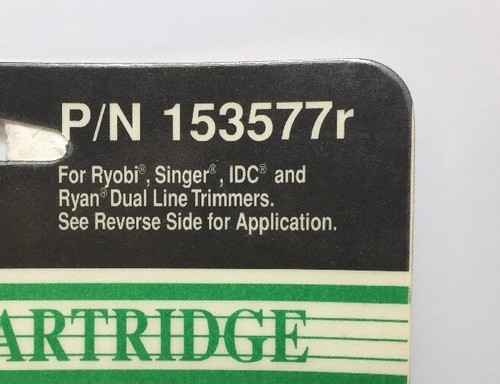 P/N 153577r
For Ryobi®, Singer®, IDC® and
Ryan® Dual Line Trimmers.
See Reverse Side for Application.
ARTRIDGE